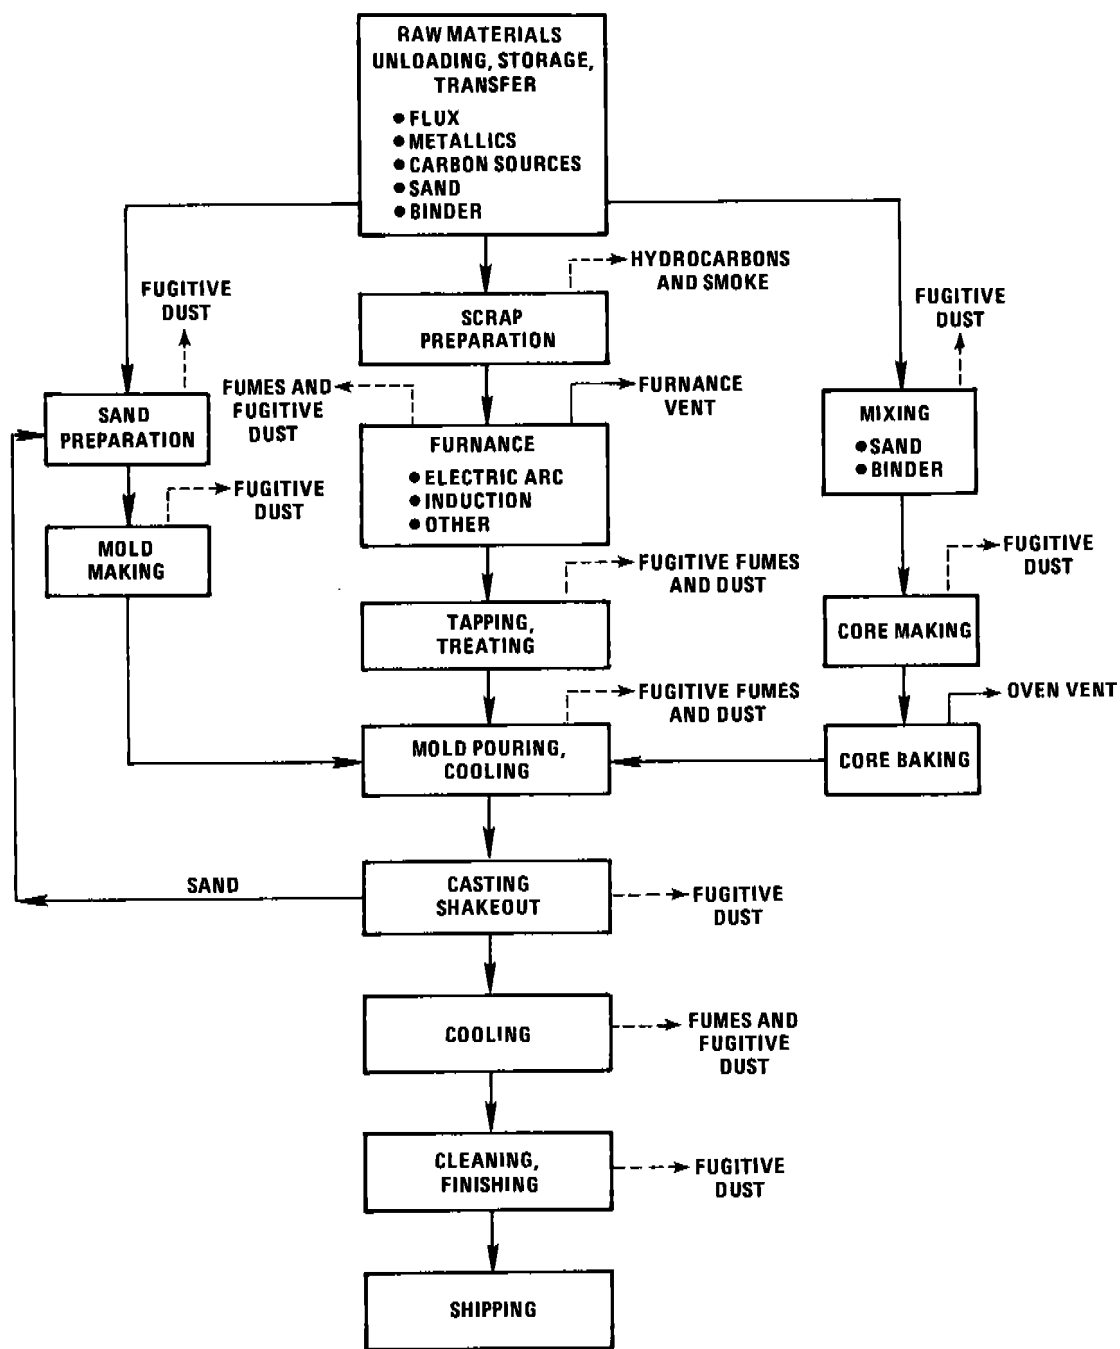 RAW MATERIALS
UNLOADING, STORAGE,
TRANSFER
● FLUX
● METALLICS
● CARBON SOURCES
● SAND
● BINDER
HYDROCARBONS
AND SMOKE
FUGITIVE
DUST
SCRAP
PREPARATION
FUGITIVE
DUST
FUMES AND
FUGITIVE
DUST
FURNANCE
VENT
SAND
PREPARATION
FURNANCE
● ELECTRIC ARC
● INDUCTION
● OTHER
MIXING
● SAND
● BINDER
FUGITIVE
DUST
MOLD
MAKING
FUGITIVE FUMES
AND DUST
FUGITIVE
DUST
TAPPING,
TREATING
CORE MAKING
FUGITIVE FUMES
AND DUST
OVEN VENT
MOLD POURING,
COOLING
CORE BAKING
SAND
CASTING
SHAKEOUT
FUGITIVE
DUST
COOLING
FUMES AND
FUGITIVE
DUST
CLEANING,
FINISHING
FUGITIVE
DUST
SHIPPING